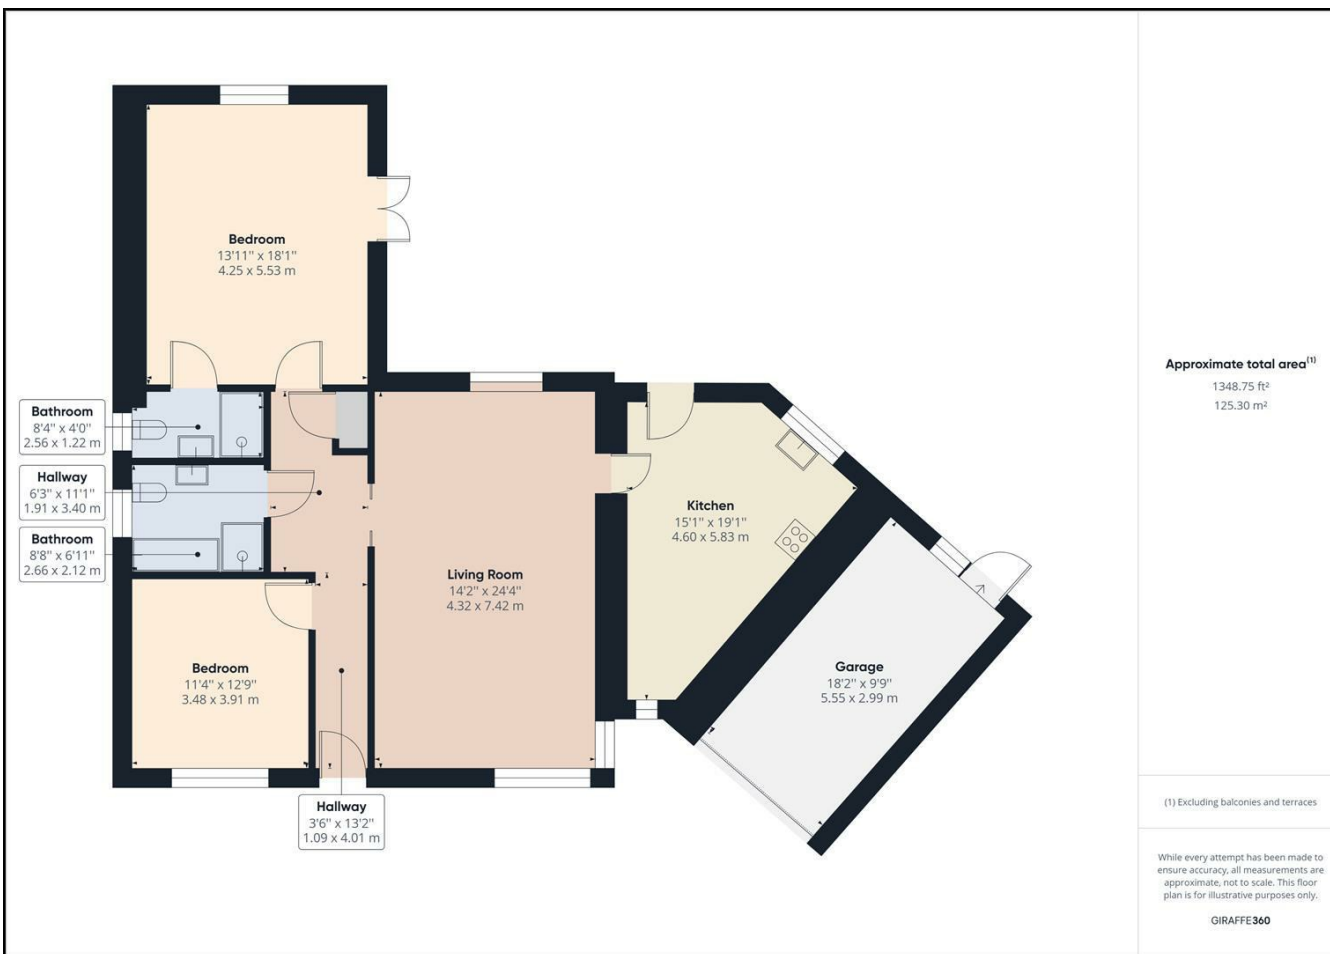 Bedroom
13'11" x 18'1"
4.25 x 5.53 m
Bathroom
8'4" x 4'0"
2.56 x 1.22 m
Hallway
6'3" x 11'1"
1.91 x 3.40 m
Bathroom
8'8" x 6'11"
2.66 x 2.12 m
Kitchen
15'1" x 19'1"
4.60 x 5.83 m
Living Room
14'2" x 24'4"
4.32 x 7.42 m
Bedroom
11'4" x 12'9"
3.48 x 3.91 m
Garage
18'2" x 9'9"
5.55 x 2.99 m
Hallway
3'6" x 13'2"
1.09 x 4.01 m
Approximate total area(1)
1348.75 ft²
125.30 m²
(1) Excluding balconies and terraces
While every attempt has been made to
ensure accuracy, all measurements are
approximate, not to scale. This floor
plan is for illustrative purposes only.
GIRAFFE360